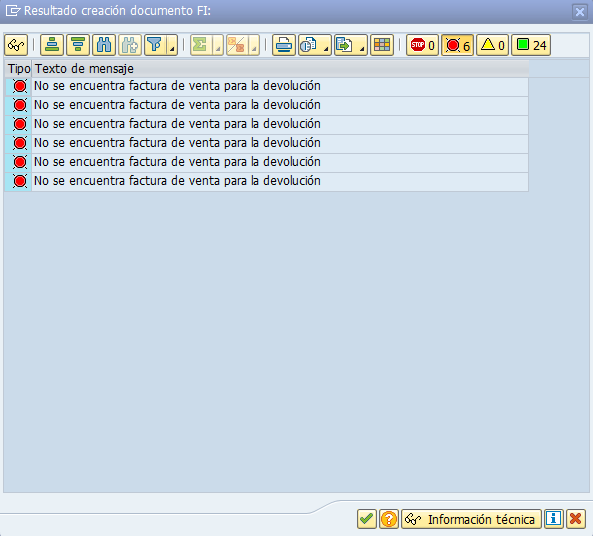 Resultado creación documento FI:
STOP 0 6 0 24
Tipo Texto de mensaje
No se encuentra factura de venta para la devolución
No se encuentra factura de venta para la devolución
No se encuentra factura de venta para la devolución
No se encuentra factura de venta para la devolución
No se encuentra factura de venta para la devolución
No se encuentra factura de venta para la devolución
Información técnica